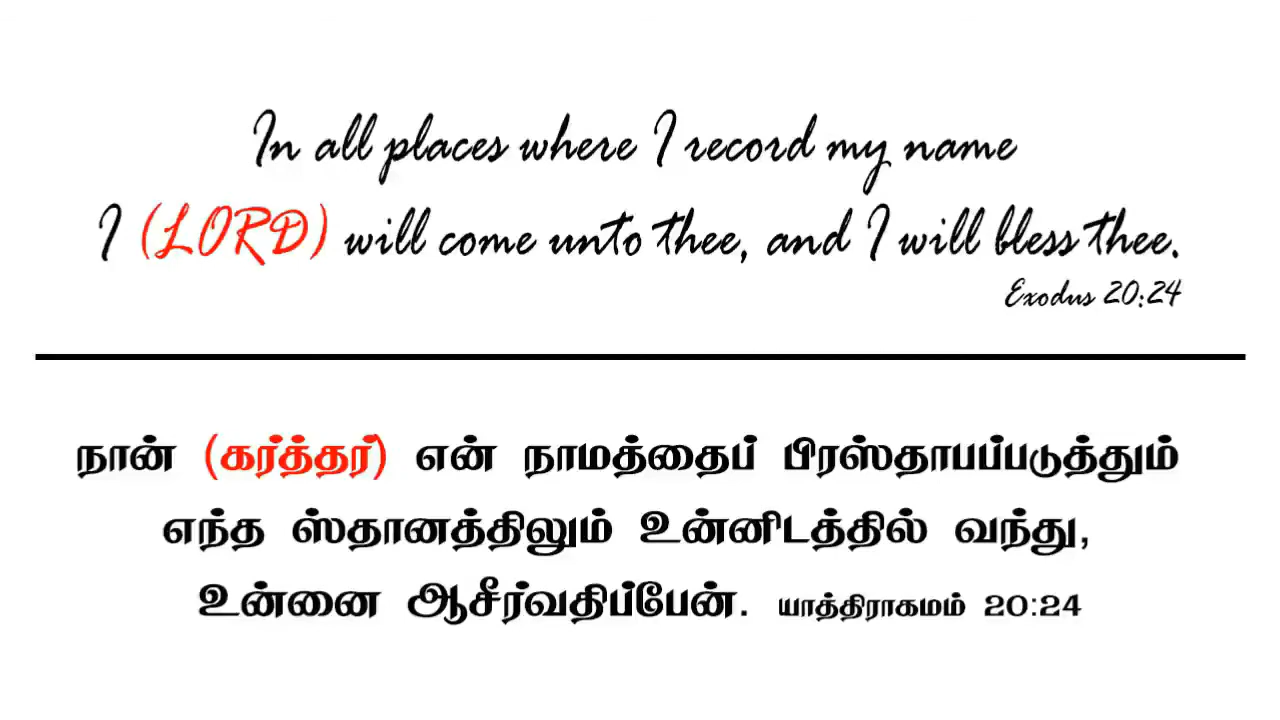 In all places where I record my name
I (LORD) will come unto thee, and I will bless thee.
Exodus 20:24
நான் (கர்த்தர்) என் நாமத்தைப் பிரஸ்தாபப்படுத்தும்
எந்த ஸ்தானத்திலும் உன்னிடத்தில் வந்து,
உன்னை ஆசீர்வதிப்பேன். யாத்திராகமம் 20:24